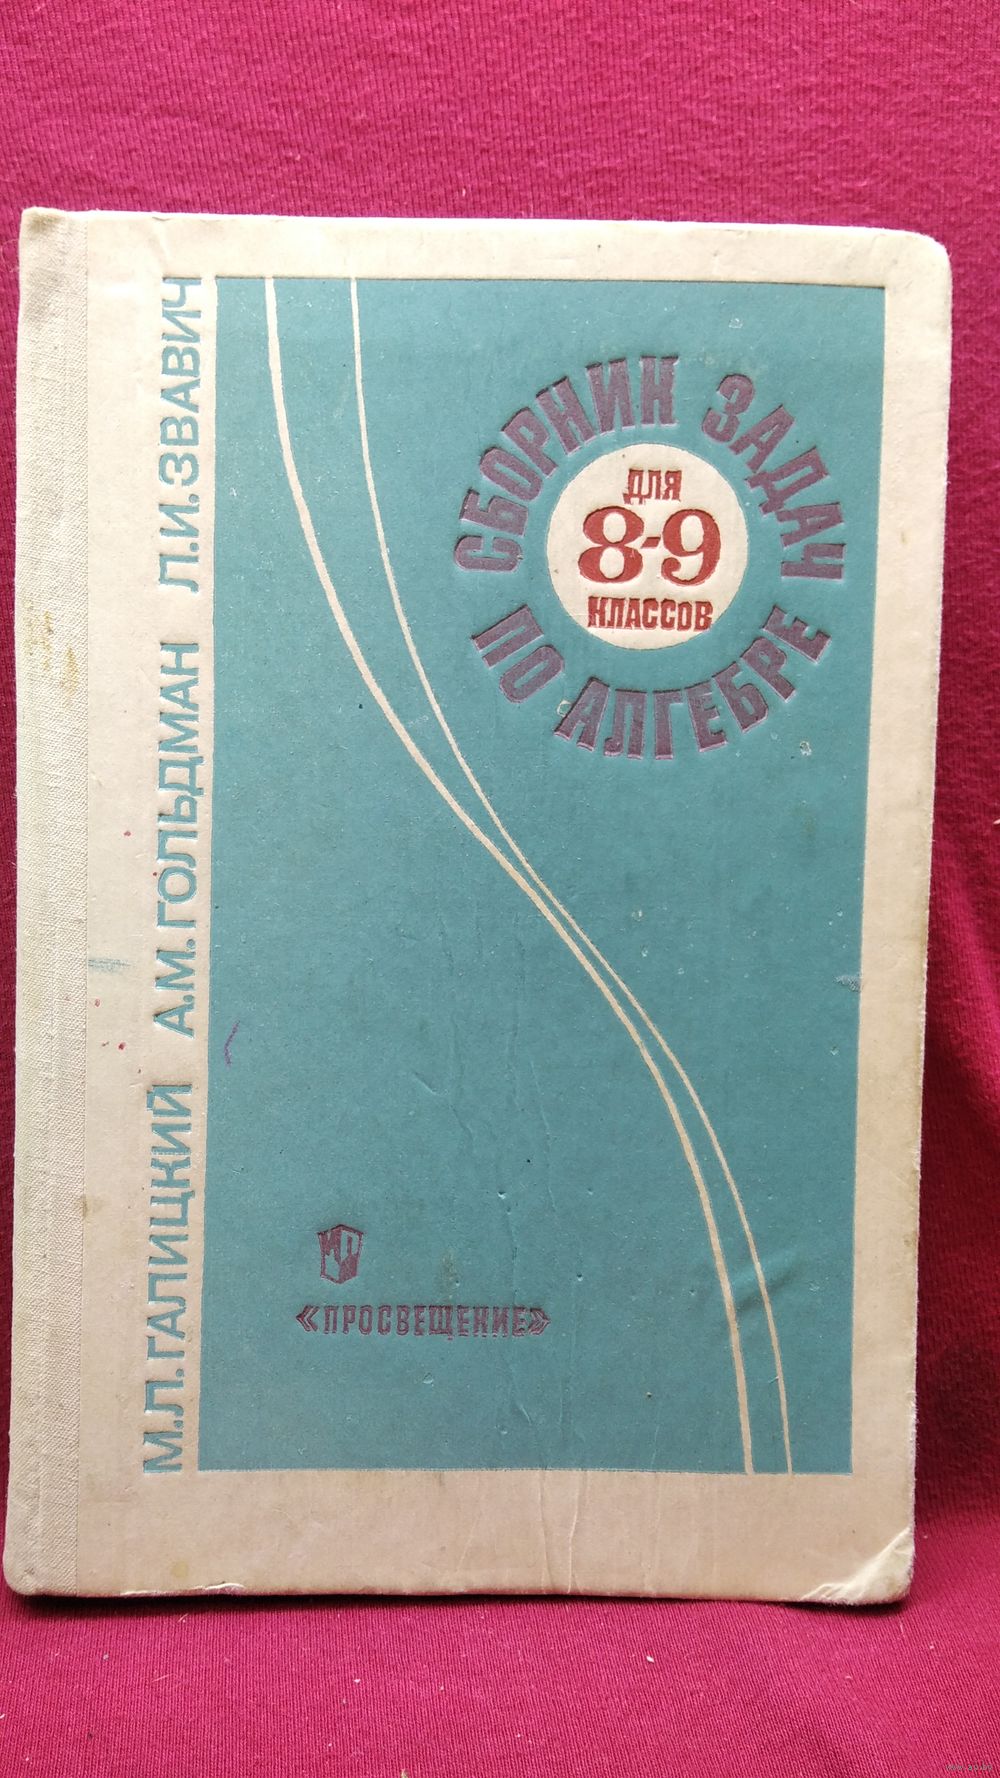 М.Л. ГАЛИЦКИЙ А.М. ГОЛЬДМАН Л.И. ЗВАВИЧ
СБОРНИК ЗАДАЧ
ПО АЛГЕБРЕ
ДЛЯ
8-9
КЛАССОВ
«ПРОСВЕЩЕНИЕ»